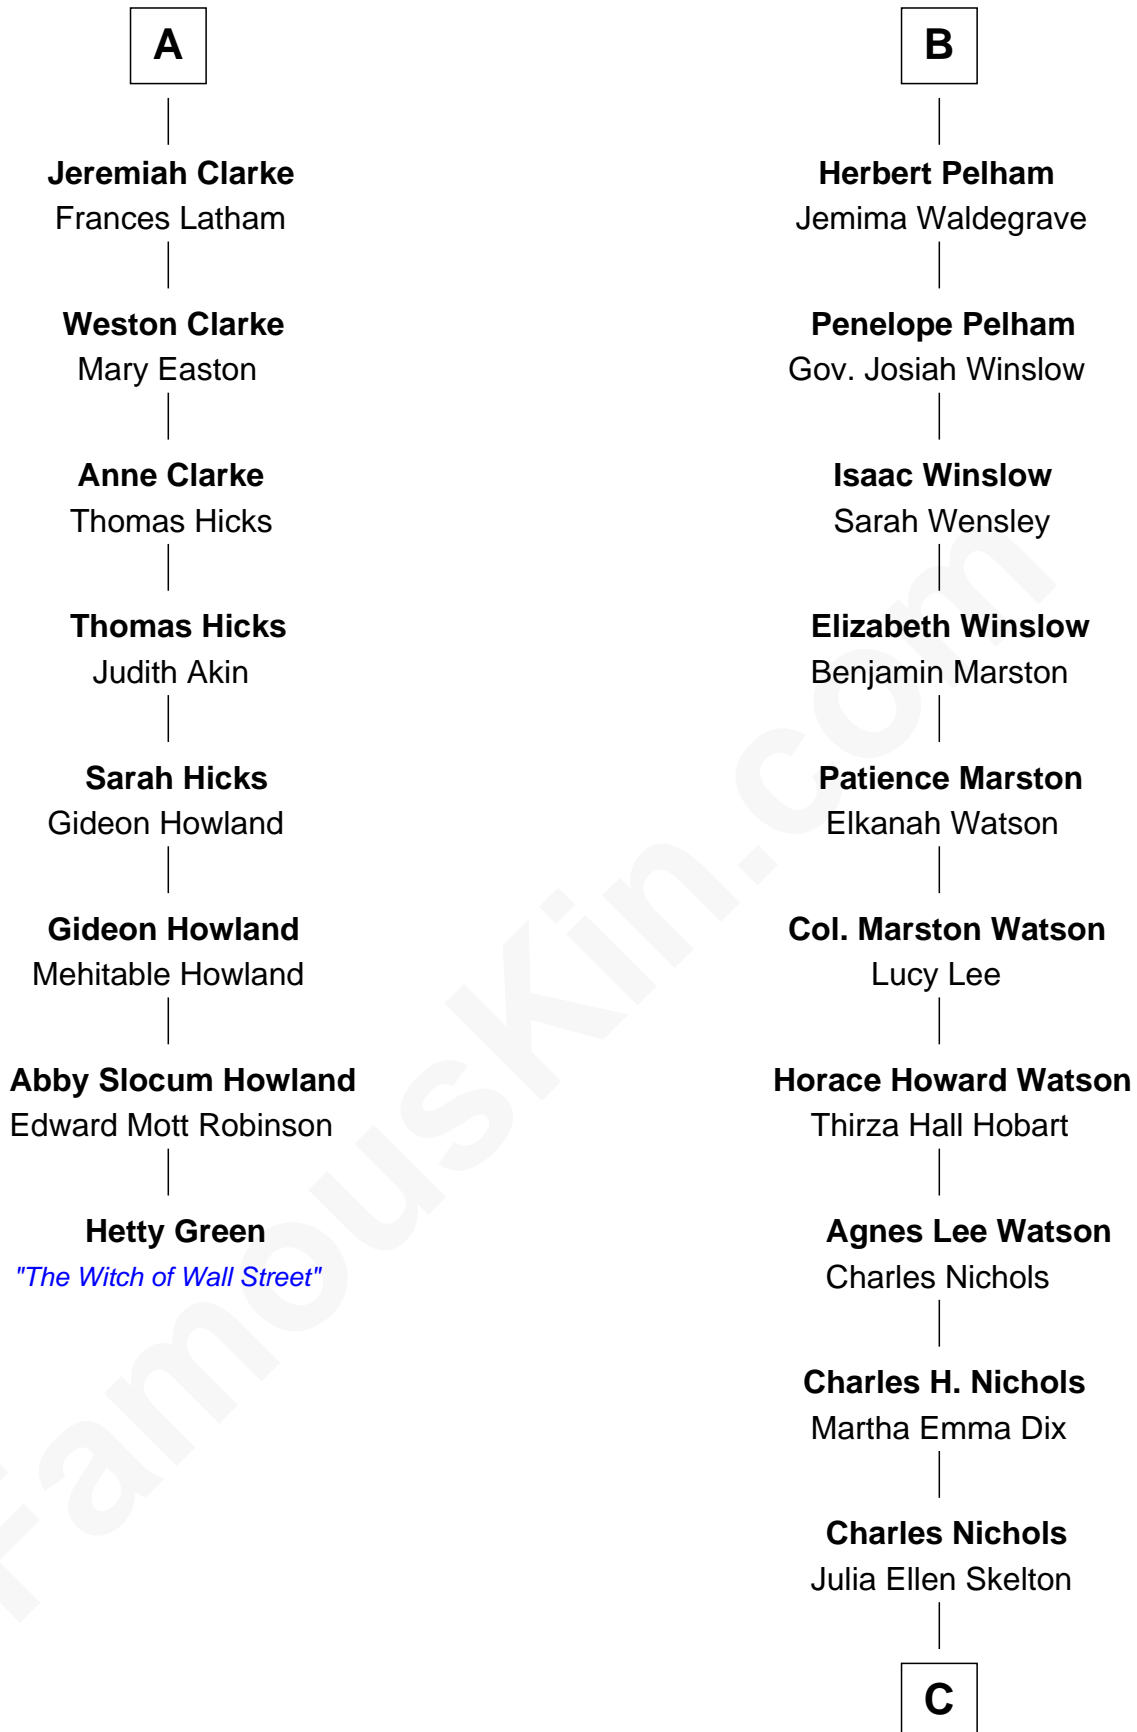 A
Jeremiah Clarke
Frances Latham
Weston Clarke
Mary Easton
Anne Clarke
Thomas Hicks
Thomas Hicks
Judith Akin
Sarah Hicks
Gideon Howland
Gideon Howland
Mehitable Howland
Abby Slocum Howland
Edward Mott Robinson
Hetty Green
"The Witch of Wall Street"
B
Herbert Pelham
Jemima Waldegrave
Penelope Pelham
Gov. Josiah Winslow
Isaac Winslow
Sarah Wensley
Elizabeth Winslow
Benjamin Marston
Patience Marston
Elkanah Watson
Col. Marston Watson
Lucy Lee
Horace Howard Watson
Thirza Hall Hobart
Agnes Lee Watson
Charles Nichols
Charles H. Nichols
Martha Emma Dix
Charles Nichols
Julia Ellen Skelton
C
FamousKin.com